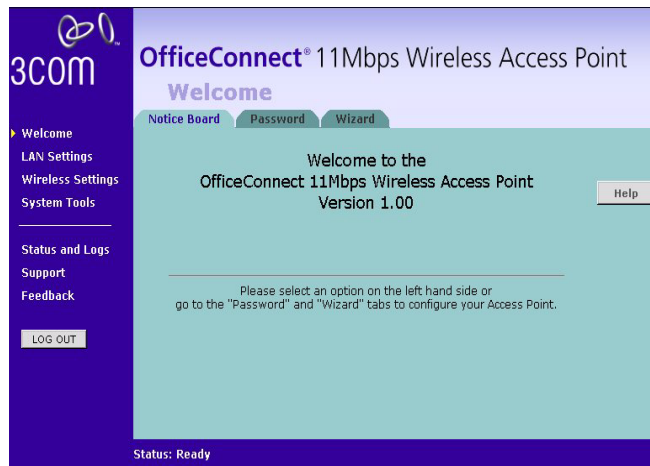 3COM
OfficeConnect® 11Mbps Wireless Access Point
Welcome
Notice Board Password Wizard
Welcome
LAN Settings
Wireless Settings
System Tools
Status and Logs
Support
Feedback
LOG OUT
Welcome to the
OfficeConnect 11Mbps Wireless Access Point
Version 1.00
Help
Please select an option on the left hand side or
go to the "Password" and "Wizard" tabs to configure your Access Point.
Status: Ready